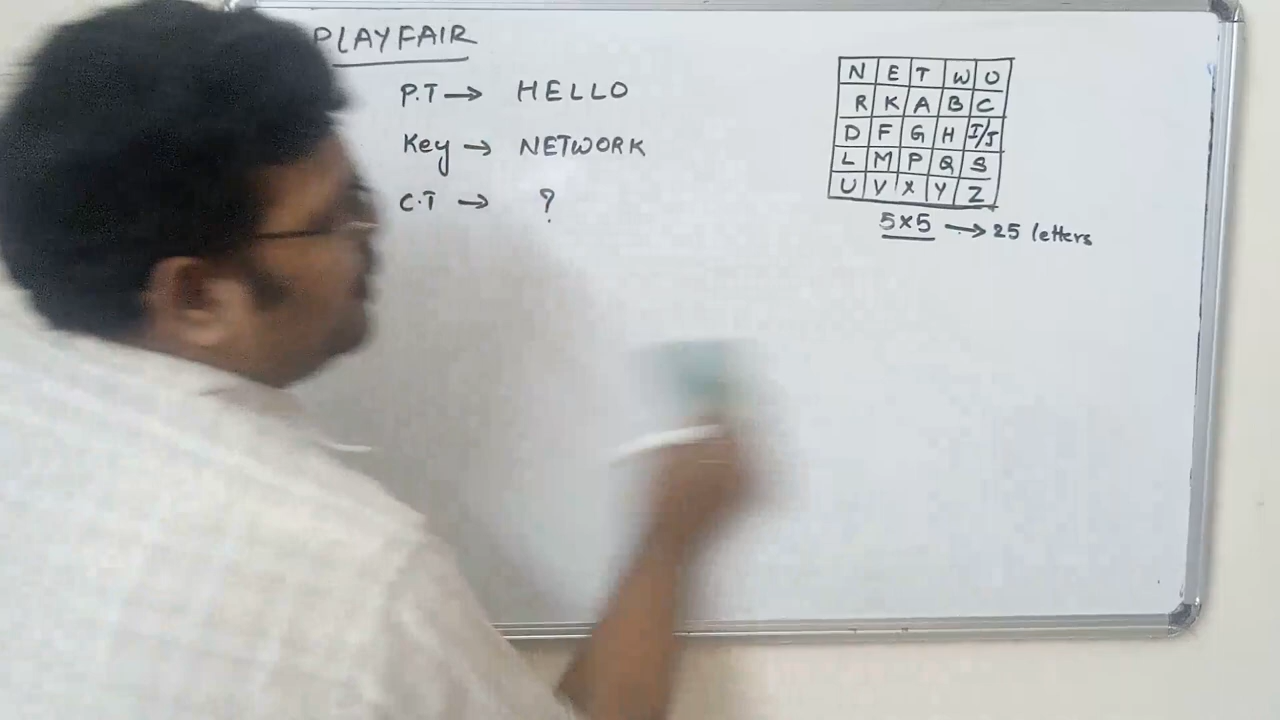 PLAYFAIR
P.T → HELLO
Key → NETWORK
C.T → ?
N E T W O
R K A B C
D F G H I/J
L M P Q S
U V X Y Z
5×5 → 25 letters